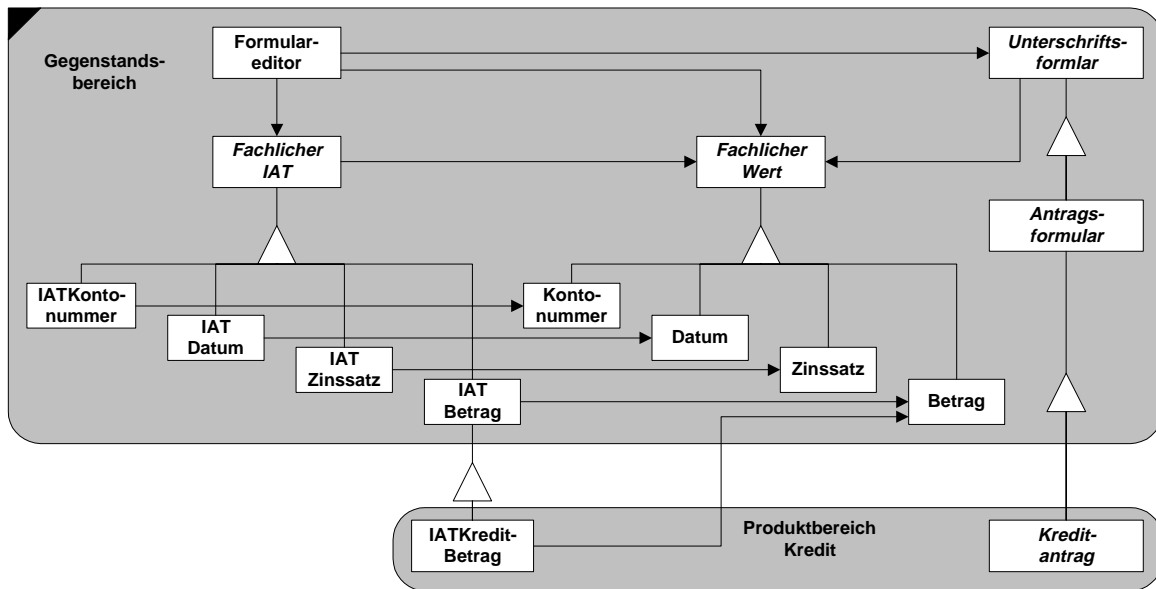 Formular-
editor
Unterschrifts-
formlar
Gegenstands-
bereich
Fachlicher
IAT
Fachlicher
Wert
Antrags-
formular
IATKonto-
nummer
Konto-
nummer
IAT
Datum
Datum
IAT
Zinssatz
Zinssatz
IAT
Betrag
Betrag
IATKredit-
Betrag
Produktbereich
Kredit
Kredit-
antrag